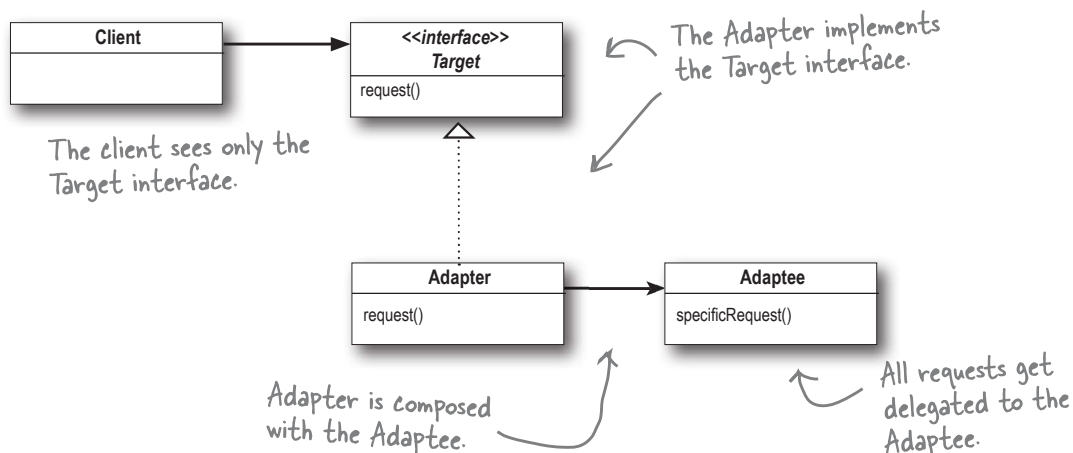 Client
<<interface>>
Target
request()
The Adapter implements
the Target interface.
The client sees only the
Target interface.
Adapter
request()
Adaptee
specificRequest()
Adapter is composed
with the Adaptee.
All requests get
delegated to the
Adaptee.